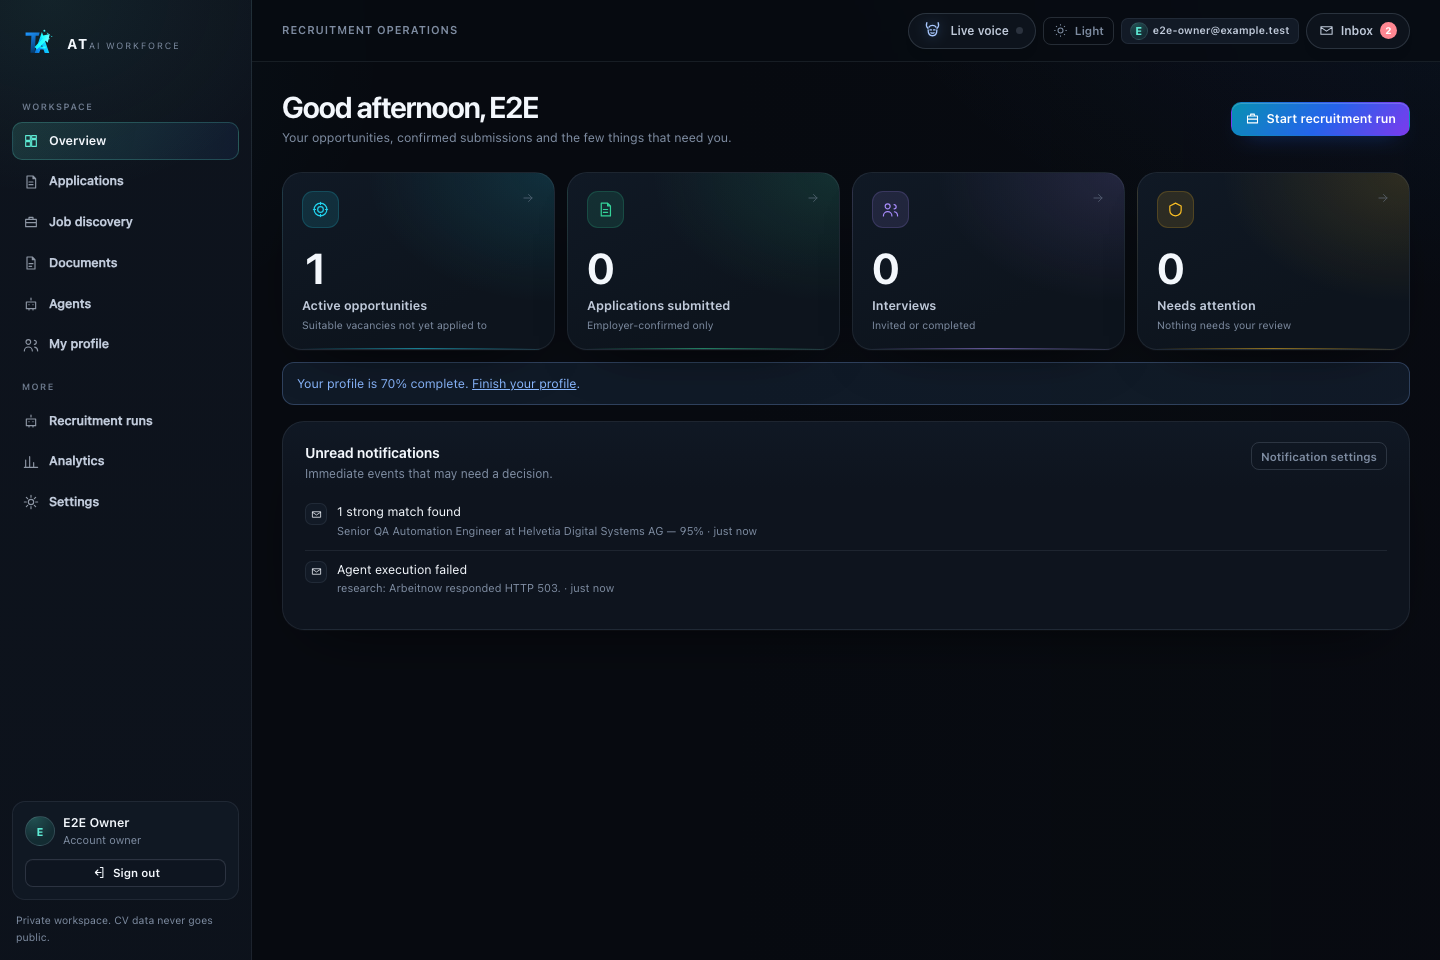 AT AI WORKFORCE
RECRUITMENT OPERATIONS
Live voice
Light
E e2e-owner@example.test
Inbox 2
WORKSPACE
Overview
Applications
Job discovery
Documents
Agents
My profile
MORE
Recruitment runs
Analytics
Settings
E
E2E Owner
Account owner
Sign out
Private workspace. CV data never goes
public.
Good afternoon, E2E
Your opportunities, confirmed submissions and the few things that need you.
Start recruitment run
1
Active opportunities
Suitable vacancies not yet applied to
0
Applications submitted
Employer-confirmed only
0
Interviews
Invited or completed
0
Needs attention
Nothing needs your review
Your profile is 70% complete. Finish your profile.
Unread notifications
Immediate events that may need a decision.
Notification settings
1 strong match found
Senior QA Automation Engineer at Helvetia Digital Systems AG — 95% · just now
Agent execution failed
research: Arbeitnow responded HTTP 503. · just now